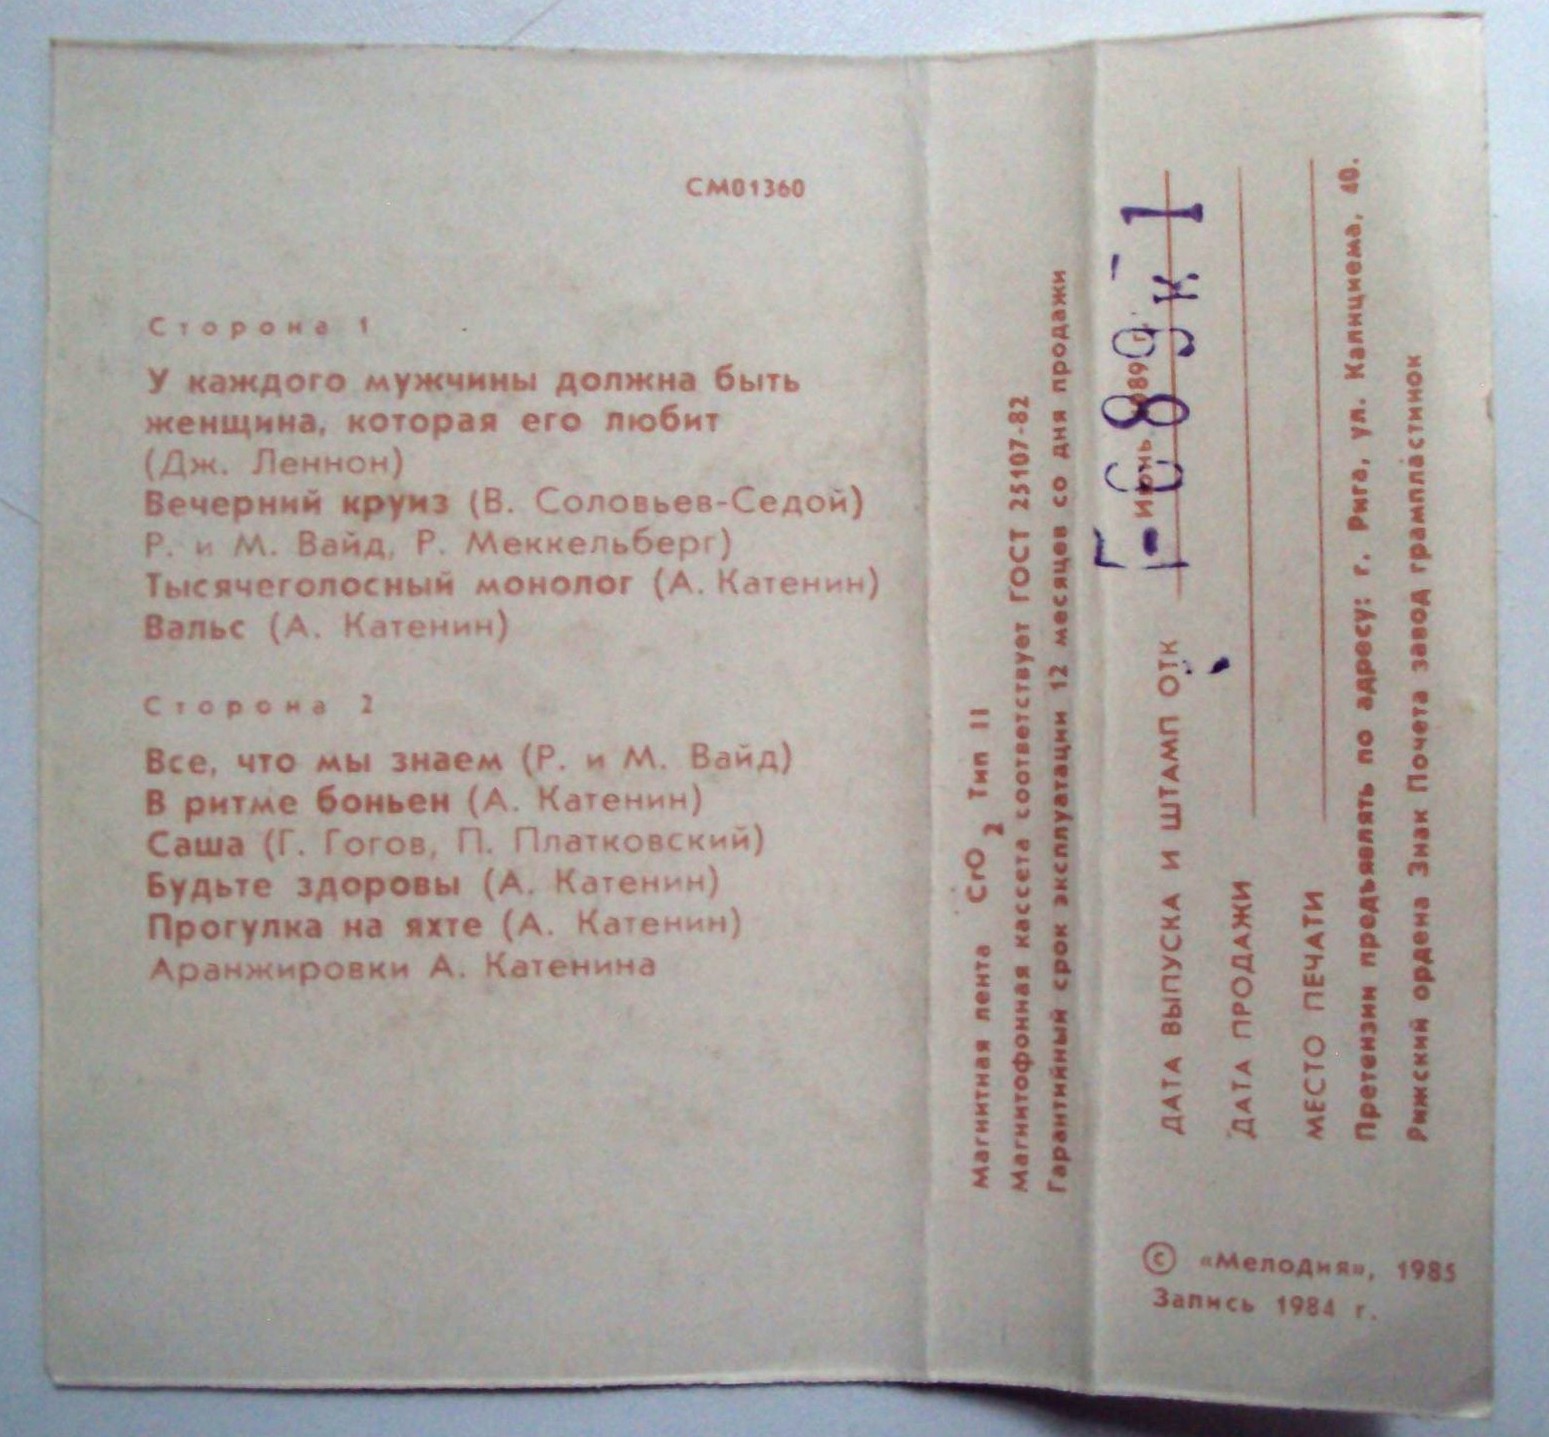 СМ01360
Сторона 1
У каждого мужчины должна быть
женщина, которая его любит
(Дж. Леннон)
Вечерний круиз (В. Соловьев-Седой)
Р. и М. Вайд, Р. Меккельберг)
Тысячеголосный монолог (А. Катенин)
Вальс (А. Катенин)
Сторона 2
Все, что мы знаем (Р. и М. Вайд)
В ритме боньен (А. Катенин)
Саша (Г. Гогов, П. Платковский)
Будьте здоровы (А. Катенин)
Прогулка на яхте (А. Катенин)
Аранжировки А. Катенина
Магнитная лента CrO2 Тип II
Магнитофонная кассета соответствует ГОСТ 25107-82
Гарантийный срок эксплуатации 12 месяцев со дня продажи
ДАТА ВЫПУСКА И ШТАМП ОТК
ДАТА ПРОДАЖИ
МЕСТО ПЕЧАТИ
Претензии предъявлять по адресу: г. Рига, ул. Калнциема, 40.
Рижский ордена Знак Почета завод грампластинок
© «Мелодия», 1985
Запись 1984 г.